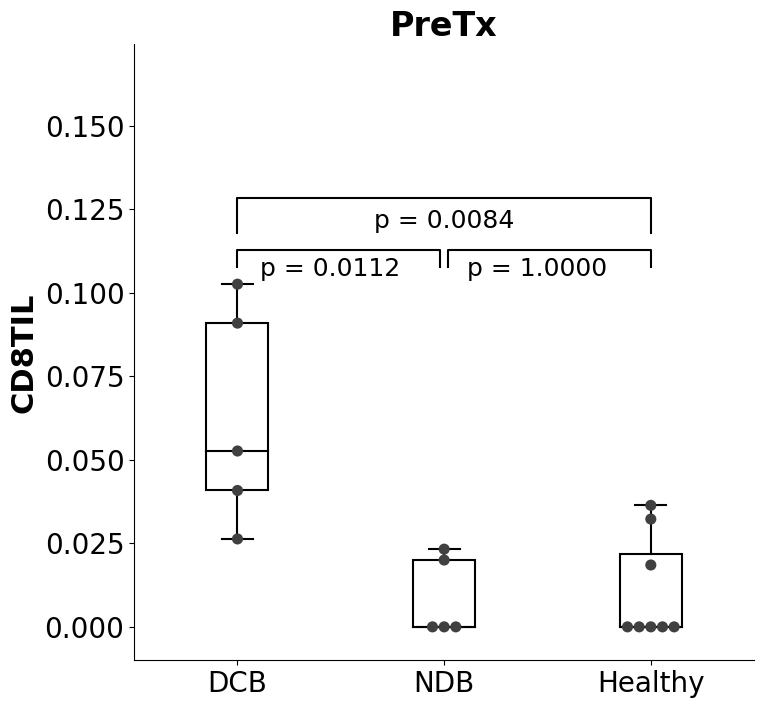 PreTx
0.150
0.125
0.100
0.075
0.050
0.025
0.000
CD8TIL
p = 0.0084
p = 0.0112
p = 1.0000
DCB
NDB
Healthy